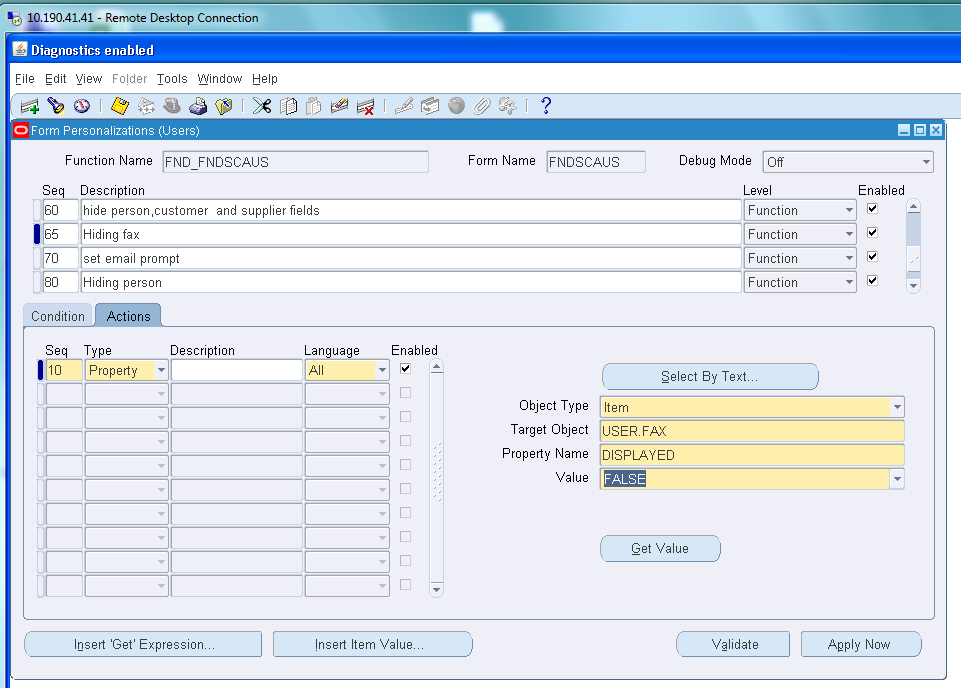 10.190.41.41 - Remote Desktop Connection
Diagnostics enabled
File Edit View Folder Tools Window Help
Form Personalizations (Users)
Function Name FND_FNDSCAUS Form Name FNDSCAUS Debug Mode Off
Seq Description Level Enabled
60 hide person,customer and supplier fields Function
65 Hiding fax Function
70 set email prompt Function
80 Hiding person Function
Condition Actions
Seq Type Description Language Enabled
10 Property All
Select By Text...
Object Type Item
Target Object USER.FAX
Property Name DISPLAYED
Value FALSE
Get Value
Insert 'Get' Expression... Insert Item Value... Validate Apply Now